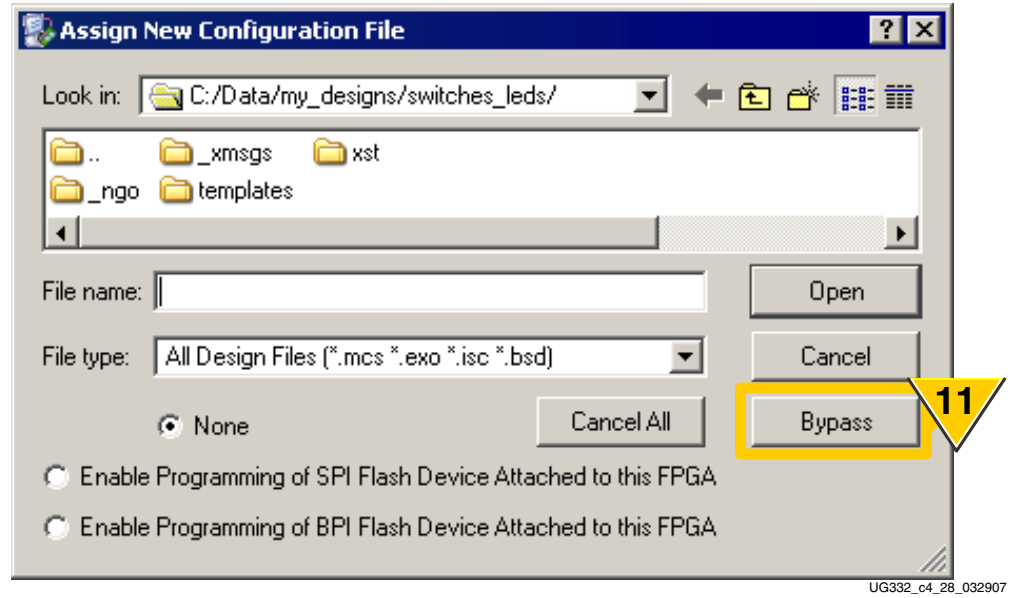 Assign New Configuration File
Look in: C:/Data/my_designs/switches_leds/
.. _xmsgs xst
_ngo templates
File name: Open
File type: All Design Files (*.mcs *.exo *.isc *.bsd) Cancel
11
None Cancel All Bypass
Enable Programming of SPI Flash Device Attached to this FPGA
Enable Programming of BPI Flash Device Attached to this FPGA
UG332_c4_28_032907